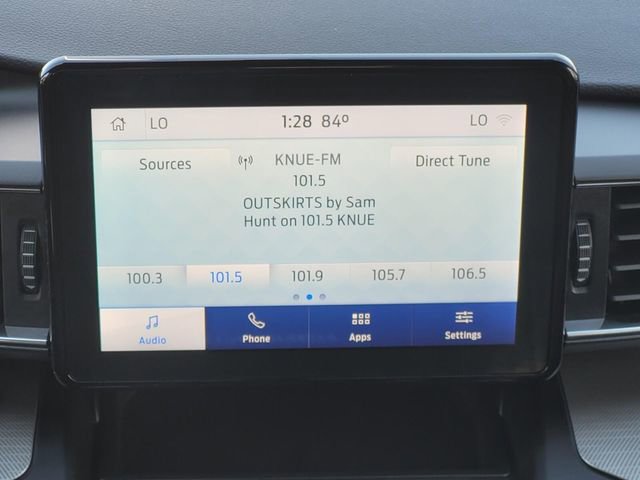 LO 1:28 84° LO
Sources KNUE-FM Direct Tune
101.5
OUTSKIRTS by Sam
Hunt on 101.5 KNUE
100.3 101.5 101.9 105.7 106.5
Audio Phone Apps Settings